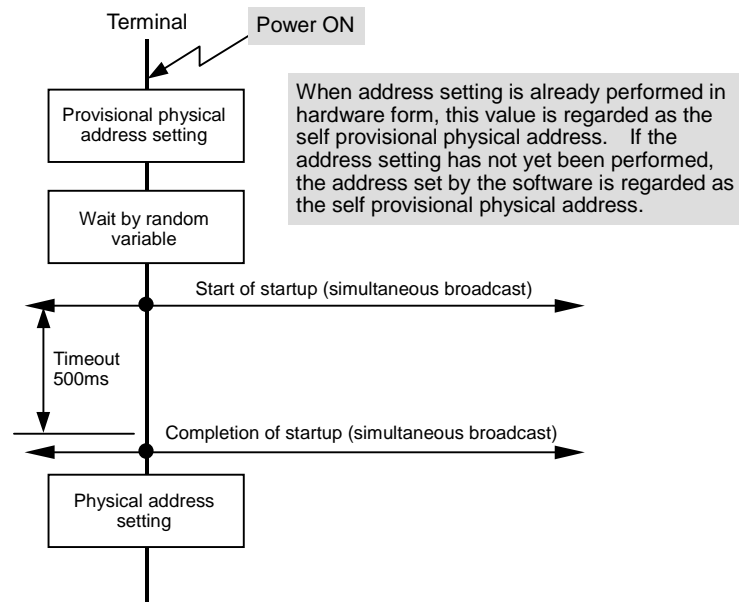 Terminal
Power ON
Provisional physical
address setting
When address setting is already performed in
hardware form, this value is regarded as the
self provisional physical address. If the
address setting has not yet been performed,
the address set by the software is regarded as
the self provisional physical address.
Wait by random
variable
Start of startup (simultaneous broadcast)
Timeout
500ms
Completion of startup (simultaneous broadcast)
Physical address
setting